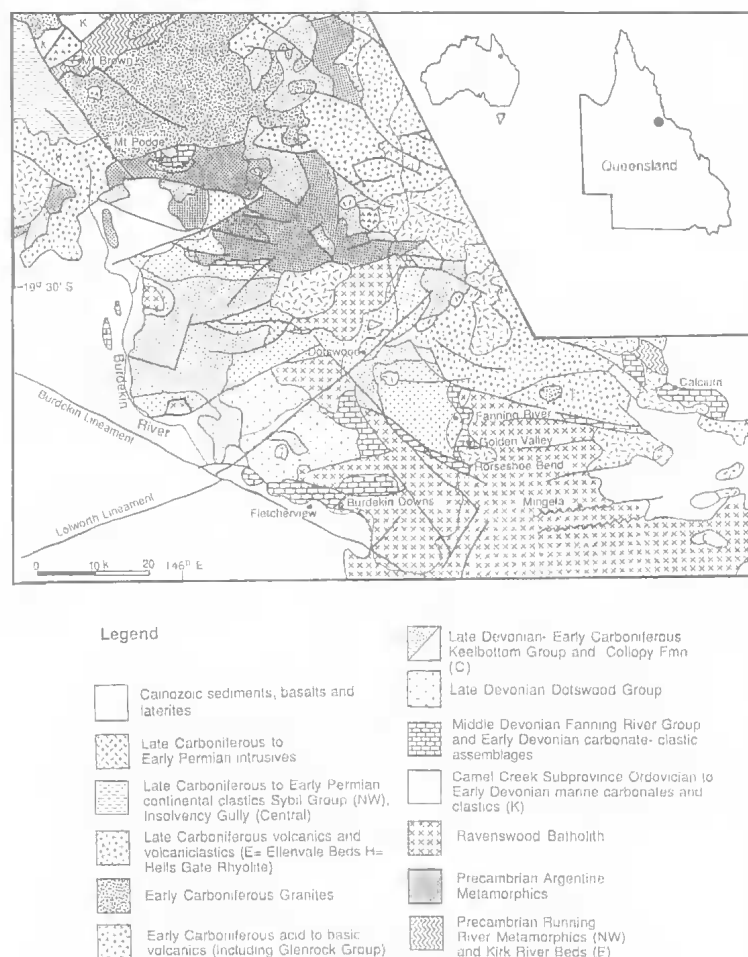 K
Mt Brown
Mt Podge
H
Queensland
19° 30' S
Dotswood
Burdekin
River
Calcium
Fanning River
Golden Valley
Horseshoe Bend
Burdekin Lineament
Lolworth Lineament
Burdekin Downs
Fletcherview
Mingela
0 10 k 20 146° E
Legend
Cainozoic sediments, basalts and
laterites
Late Carboniferous to
Early Permian intrusives
Late Carboniferous to Early Permian
continental clastics Sybil Group (NW),
Insolvency Gully (Central)
Late Carboniferous volcanics and
volcaniclastics (E= Ellenvale Beds H=
Hells Gate Rhyolite)
Early Carboniferous Granites
Early Carboniferous acid to basic
volcanics (including Glenrock Group)
Late Devonian- Early Carboniferous
Keelbottom Group and Collopy Fmn
(C)
Late Devonian Dotswood Group
Middle Devonian Fanning River Group
and Early Devonian carbonate- clastic
assemblages
Camel Creek Subprovince Ordovician to
Early Devonian marine carbonates and
clastics (K)
Ravenswood Batholith
Precambrian Argentine
Metamorphics
Precambrian Running
River Metamorphics (NW)
and Kirk River Beds (E)